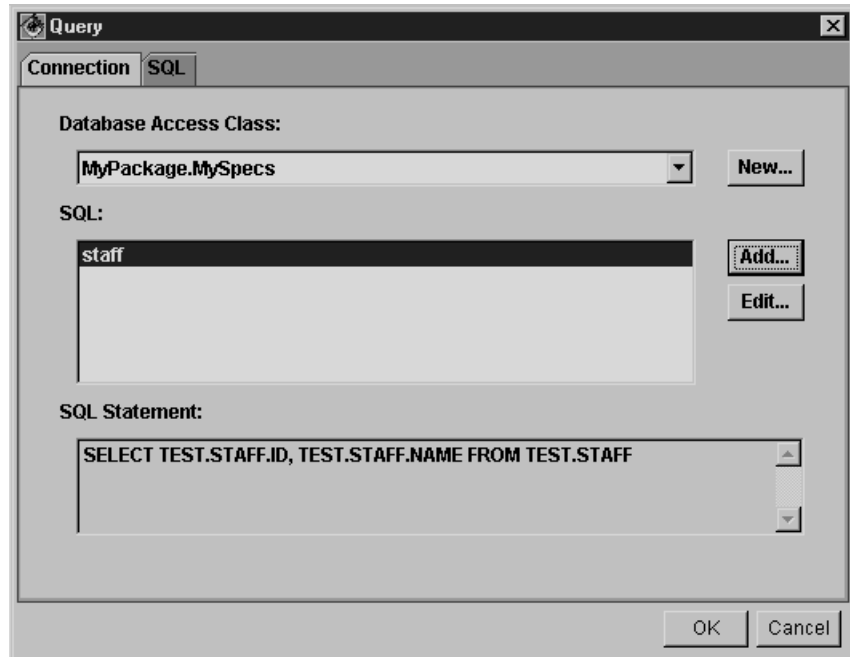 Query
Connection SQL
Database Access Class:
MyPackage.MySpecs New...
SQL:
staff Add...
Edit...
SQL Statement:
SELECT TEST.STAFF.ID, TEST.STAFF.NAME FROM TEST.STAFF
OK Cancel